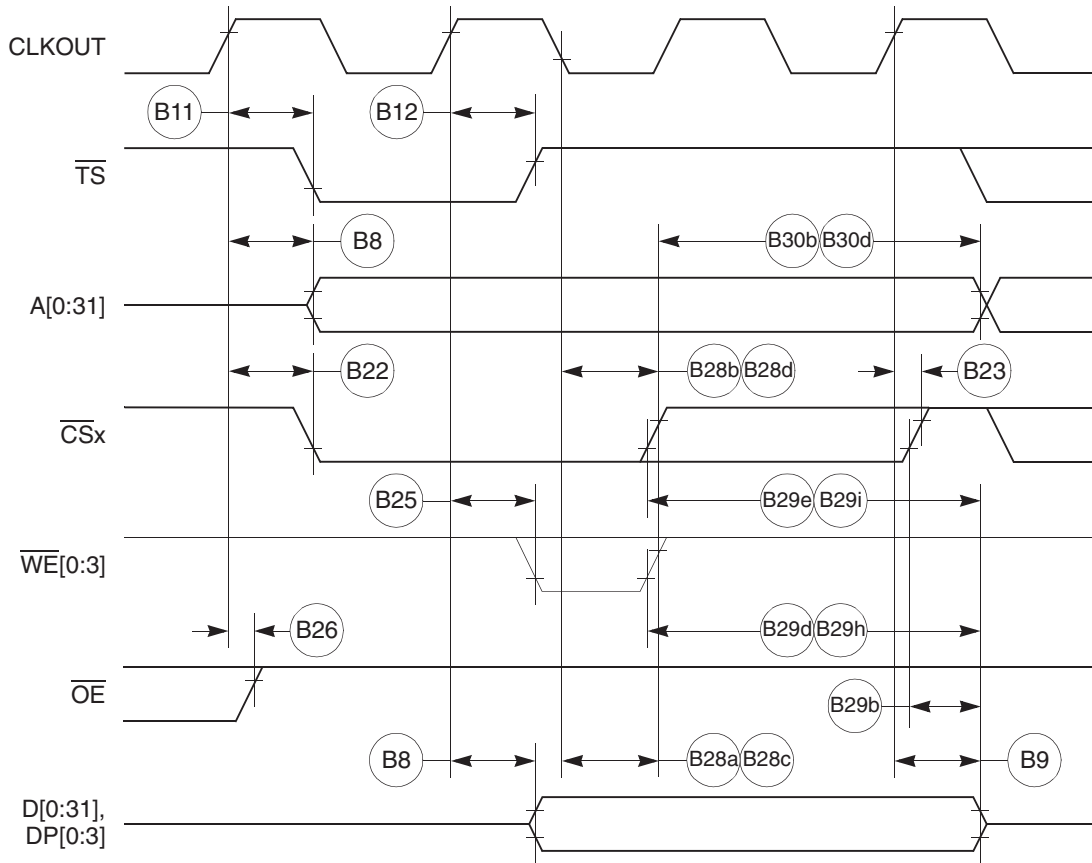 CLKOUT
B11
B12
TS
B8
B30b B30d
A[0:31]
B22
B28b B28d
B23
CSx
B25
B29e B29i
WE[0:3]
B26
B29d B29h
OE
B29b
B8
B28a B28c
B9
D[0:31],
DP[0:3]